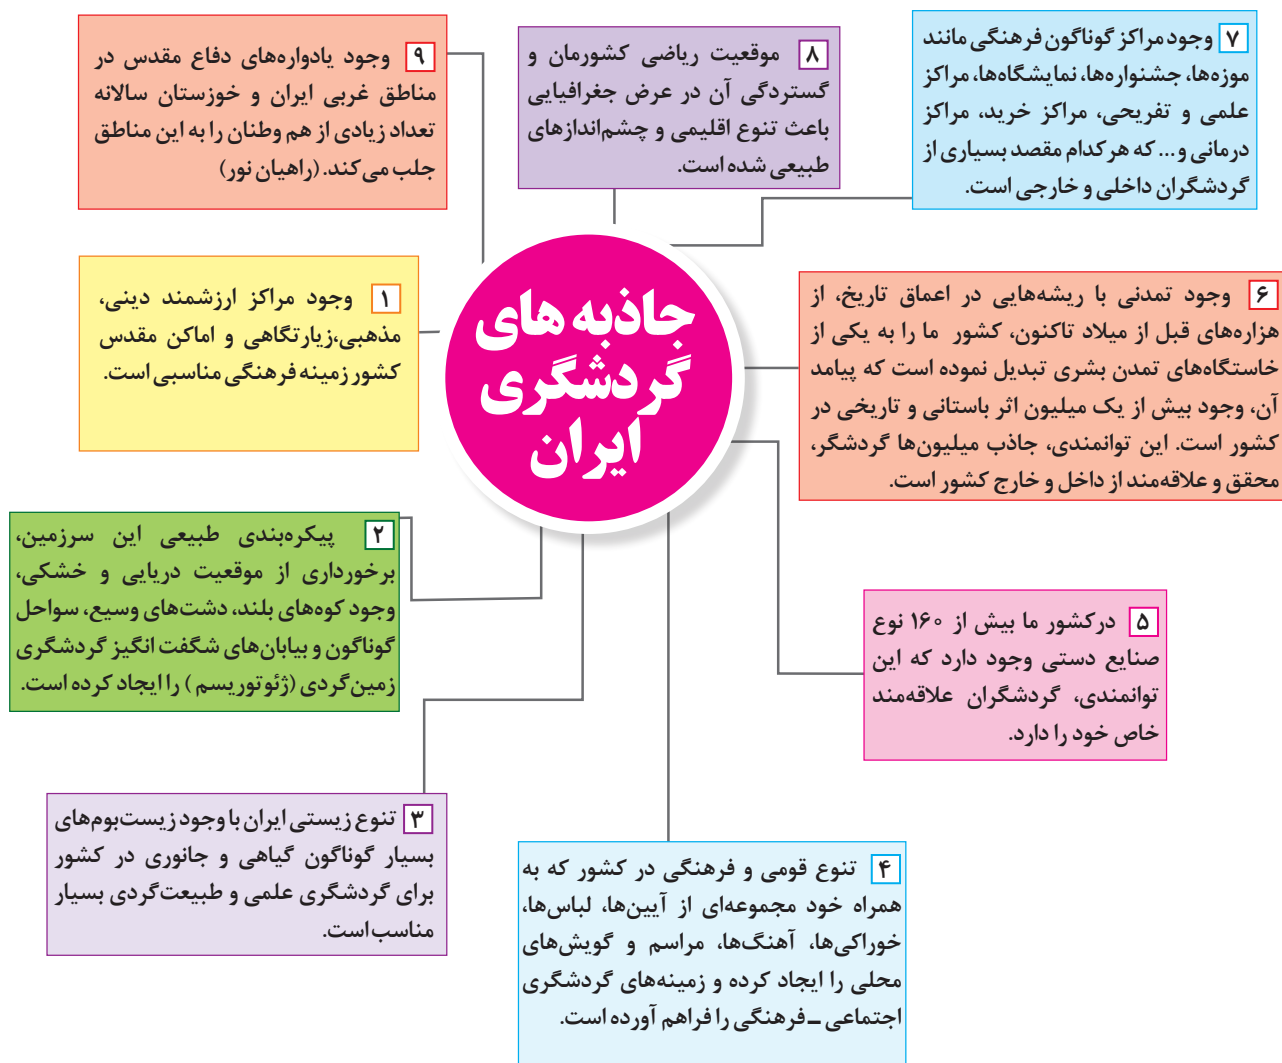 جاذبه های
گردشگری
ایران
۱ وجود مراکز ارزشمند دینی،
مذهبی،زیارتگاهی و اماکن مقدس
کشور زمینه فرهنگی مناسبی است.
۲ پیکره‌بندی طبیعی این سرزمین،
برخورداری از موقعیت دریایی و خشکی،
وجود کوه‌های بلند، دشت‌های وسیع، سواحل
گوناگون و بیابان‌های شگفت انگیز گردشگری
زمین‌گردی (ژئوتوریسم ) را ایجاد کرده است.
۳ تنوع زیستی ایران با وجود زیست‌بوم‌های
بسیار گوناگون گیاهی و جانوری در کشور
برای گردشگری علمی و طبیعت‌گردی بسیار
مناسب است.
۴ تنوع قومی و فرهنگی در کشور که به
همراه خود مجموعه‌ای از آیین‌ها، لباس‌ها،
خوراکی‌ها، آهنگ‌ها، مراسم و گویش‌های
محلی را ایجاد کرده و زمینه‌های گردشگری
اجتماعی ـ فرهنگی را فراهم آورده است.
۵ درکشور ما بیش از ۱۶۰ نوع
صنایع دستی وجود دارد که این
توانمندی، گردشگران علاقه‌مند
خاص خود را دارد.
۶ وجود تمدنی با ریشه‌هایی در اعماق تاریخ، از
هزاره‌های قبل از میلاد تاکنون، کشور ما را به یکی از
خاستگاه‌های تمدن بشری تبدیل نموده است که پیامد
آن، وجود بیش از یک میلیون اثر باستانی و تاریخی در
کشور است. این توانمندی، جاذب میلیون‌ها گردشگر،
محقق و علاقه‌مند از داخل و خارج کشور است.
۷ وجود مراکز گوناگون فرهنگی مانند
موزه‌ها، جشنواره‌ها، نمایشگاه‌ها، مراکز
علمی و تفریحی، مراکز خرید، مراکز
درمانی و... که هرکدام مقصد بسیاری از
گردشگران داخلی و خارجی است.
۸ موقعیت ریاضی کشورمان و
گستردگی آن در عرض جغرافیایی
باعث تنوع اقلیمی و چشم‌اندازهای
طبیعی شده است.
۹ وجود یادواره‌های دفاع مقدس در
مناطق غربی ایران و خوزستان سالانه
تعداد زیادی از هم وطنان را به این مناطق
جلب می‌کند. (راهیان نور)